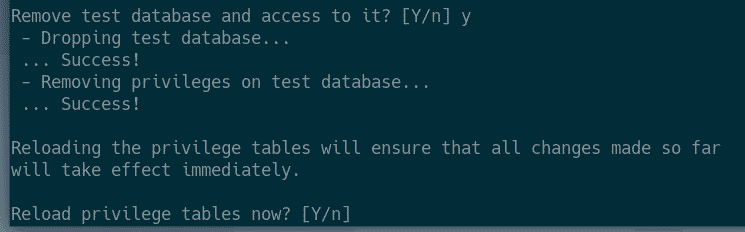 Remove test database and access to it? [Y/n] y
 - Dropping test database...
 ... Success!
 - Removing privileges on test database...
 ... Success!

Reloading the privilege tables will ensure that all changes made so far
will take effect immediately.

Reload privilege tables now? [Y/n]